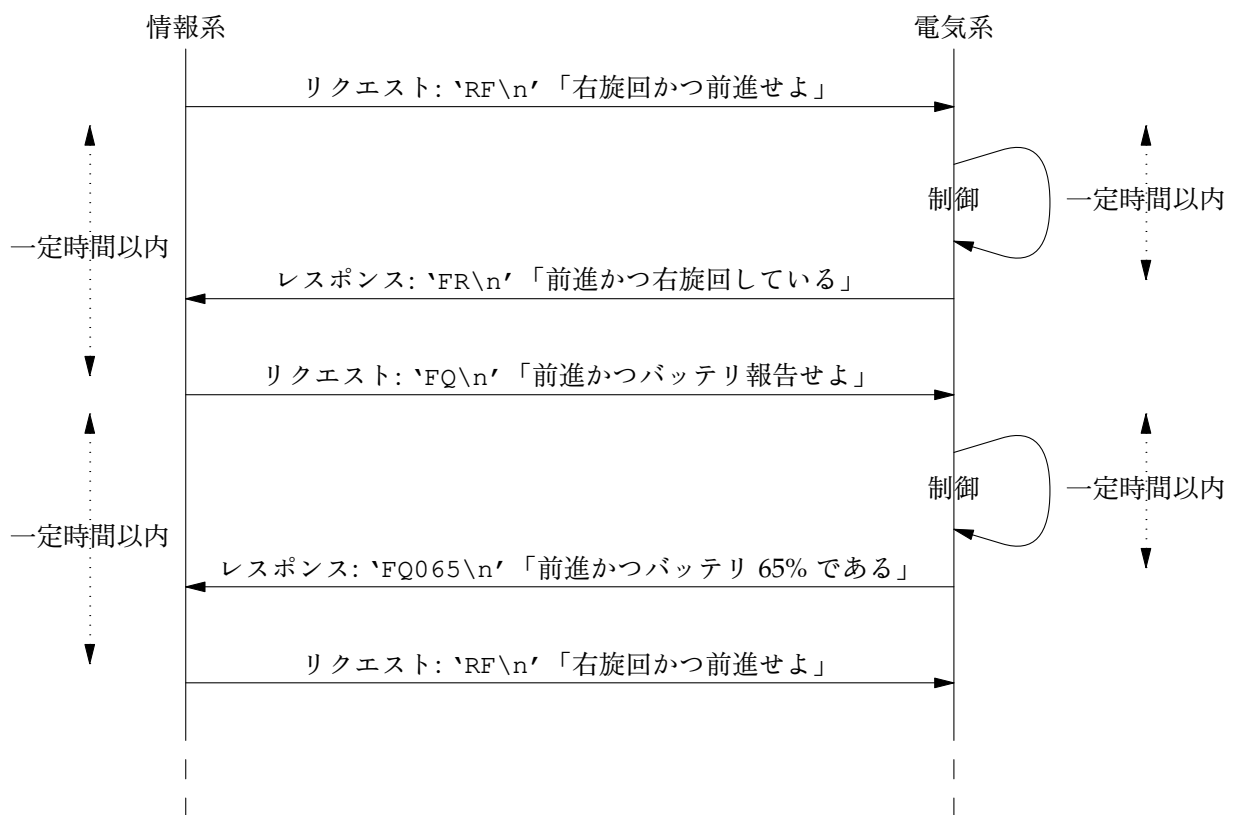 情報系
電気系
リクエスト: ‘RF\n’「右旋回かつ前進せよ」
制御
一定時間以内
一定時間以内
レスポンス: ‘FR\n’「前進かつ右旋回している」
リクエスト: ‘FQ\n’「前進かつバッテリ報告せよ」
制御
一定時間以内
一定時間以内
レスポンス: ‘FQ065\n’「前進かつバッテリ 65% である」
リクエスト: ‘RF\n’「右旋回かつ前進せよ」